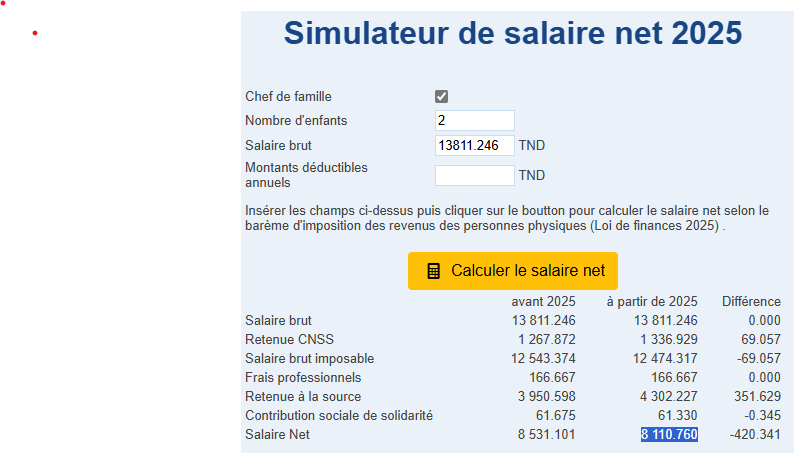 Simulateur de salaire net 2025
Chef de famille
Nombre d'enfants 2
Salaire brut 13811.246 TND
Montants déductibles
annuels TND
Insérer les champs ci-dessus puis cliquer sur le boutton pour calculer le salaire net selon le
barème d'imposition des revenus des personnes physiques (Loi de finances 2025) .
Calculer le salaire net
avant 2025 à partir de 2025 Différence
Salaire brut 13 811.246 13 811.246 0.000
Retenue CNSS 1 267.872 1 336.929 69.057
Salaire brut imposable 12 543.374 12 474.317 -69.057
Frais professionnels 166.667 166.667 0.000
Retenue à la source 3 950.598 4 302.227 351.629
Contribution sociale de solidarité 61.675 61.330 -0.345
Salaire Net 8 531.101 8 110.760 -420.341